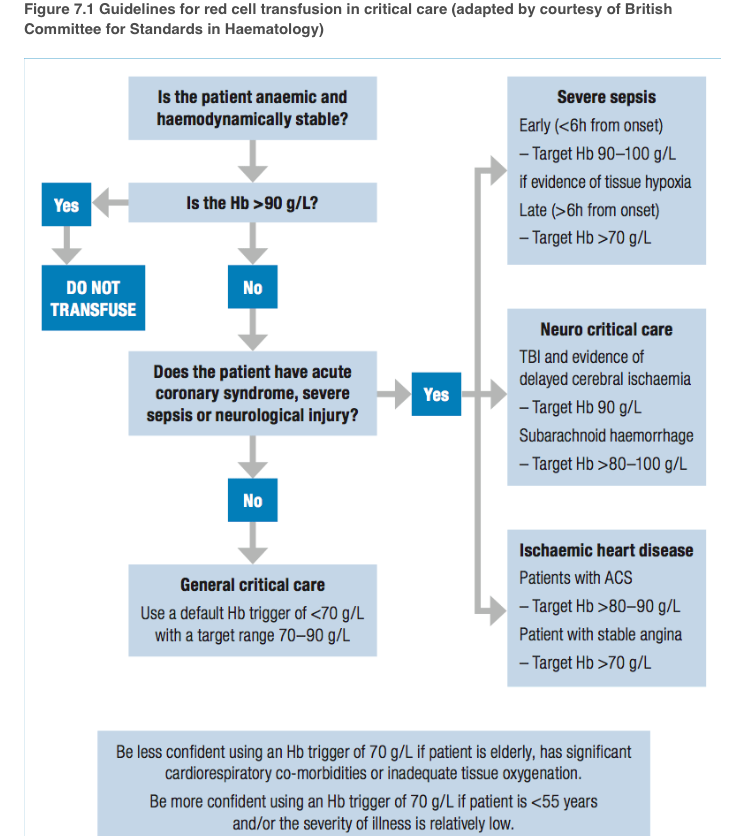 Figure 7.1 Guidelines for red cell transfusion in critical care (adapted by courtesy of British
Committee for Standards in Haematology)
Is the patient anaemic and
haemodynamically stable?
Is the Hb >90 g/L?
Yes
DO NOT
TRANSFUSE
No
Does the patient have acute
coronary syndrome, severe
sepsis or neurological injury?
Yes
No
General critical care
Use a default Hb trigger of <70 g/L
with a target range 70–90 g/L
Severe sepsis
Early (<6h from onset)
– Target Hb 90–100 g/L
if evidence of tissue hypoxia
Late (>6h from onset)
– Target Hb >70 g/L
Neuro critical care
TBI and evidence of
delayed cerebral ischaemia
– Target Hb 90 g/L
Subarachnoid haemorrhage
– Target Hb >80–100 g/L
Ischaemic heart disease
Patients with ACS
– Target Hb >80–90 g/L
Patient with stable angina
– Target Hb >70 g/L
Be less confident using an Hb trigger of 70 g/L if patient is elderly, has significant
cardiorespiratory co-morbidities or inadequate tissue oxygenation.
Be more confident using an Hb trigger of 70 g/L if patient is <55 years
and/or the severity of illness is relatively low.